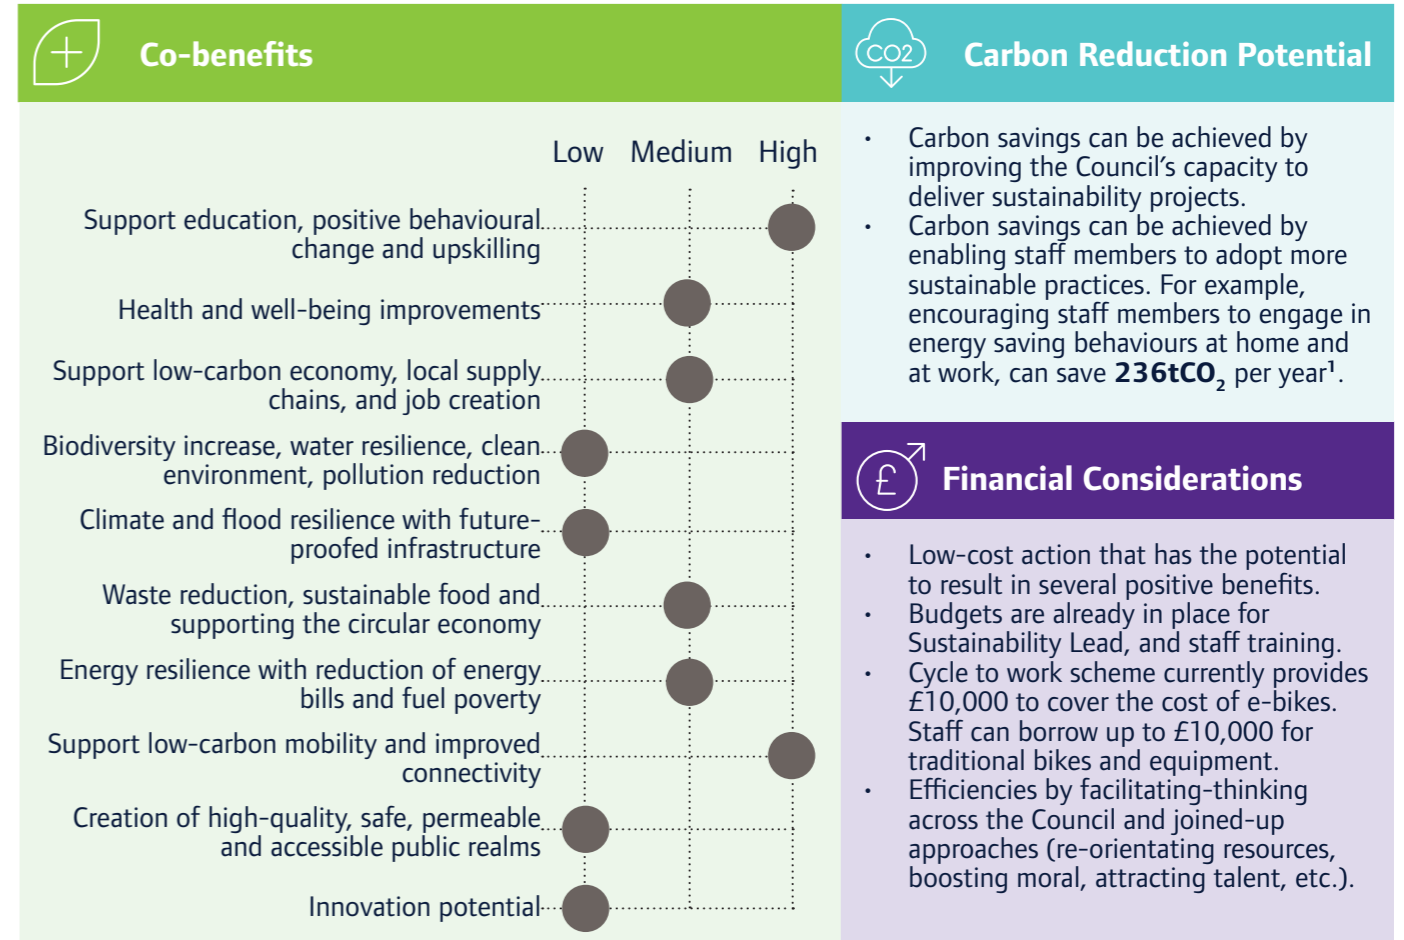 Co-benefits
Low Medium High
Support education, positive behavioural
change and upskilling
Health and well-being improvements
Support low-carbon economy, local supply
chains, and job creation
Biodiversity increase, water resilience, clean
environment, pollution reduction
Climate and flood resilience with future-
proofed infrastructure
Waste reduction, sustainable food and
supporting the circular economy
Energy resilience with reduction of energy
bills and fuel poverty
Support low-carbon mobility and improved
connectivity
Creation of high-quality, safe, permeable
and accessible public realms
Innovation potential
CO2
Carbon Reduction Potential
• Carbon savings can be achieved by
improving the Council's capacity to
deliver sustainability projects.
• Carbon savings can be achieved by
enabling staff members to adopt more
sustainable practices. For example,
encouraging staff members to engage in
energy saving behaviours at home and
at work, can save 236tCO₂ per year¹.
£
Financial Considerations
• Low-cost action that has the potential
to result in several positive benefits.
• Budgets are already in place for
Sustainability Lead, and staff training.
• Cycle to work scheme currently provides
£10,000 to cover the cost of e-bikes.
Staff can borrow up to £10,000 for
traditional bikes and equipment.
• Efficiencies by facilitating-thinking
across the Council and joined-up
approaches (re-orientating resources,
boosting moral, attracting talent, etc.).